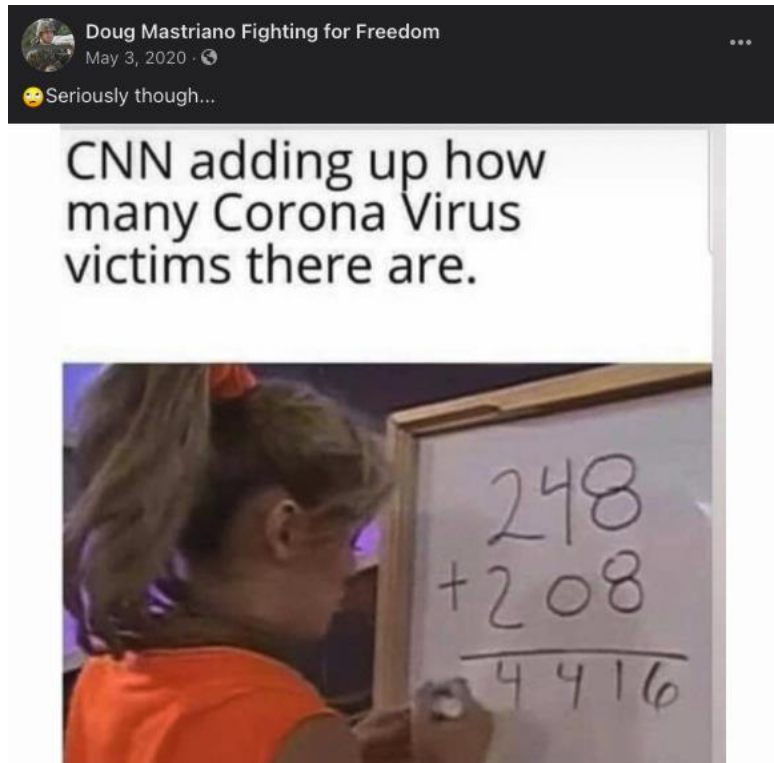 Doug Mastriano Fighting for Freedom
May 3, 2020 ·
🙄Seriously though...
CNN adding up how
many Corona Virus
victims there are.
248
+208
4416